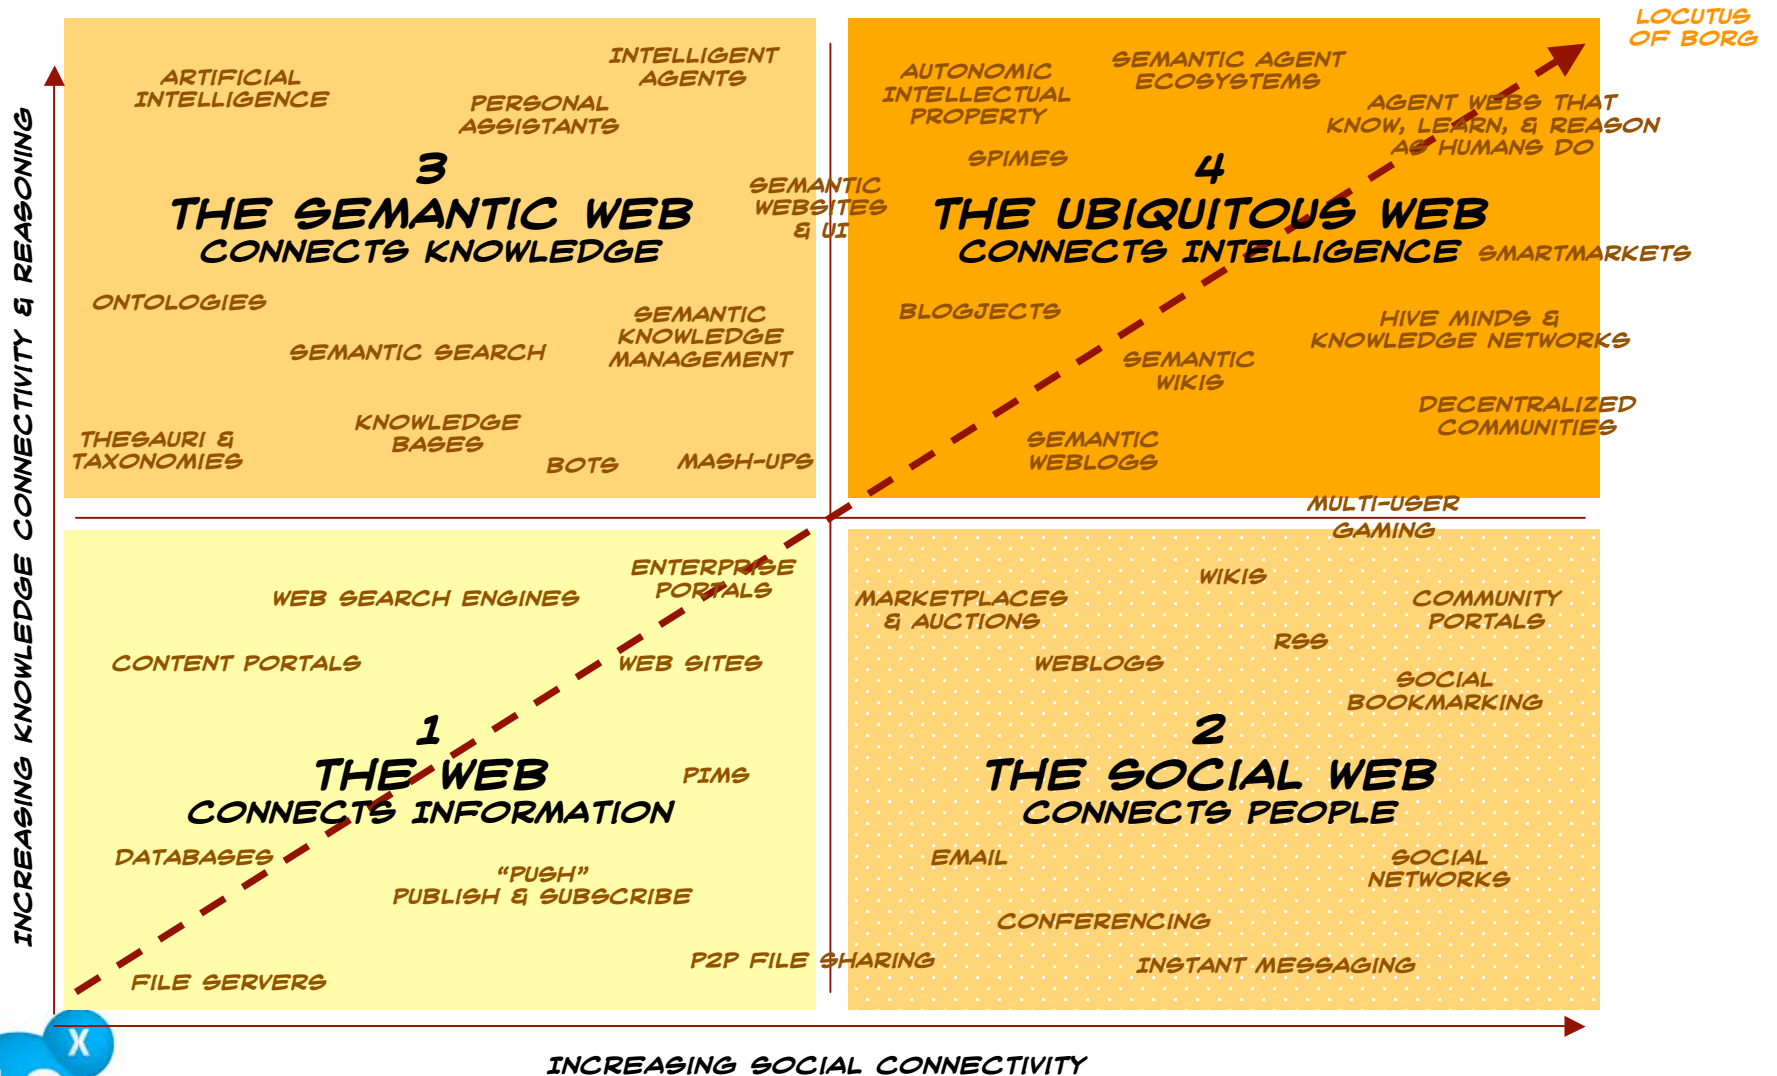 LOCUTUS
OF BORG
INCREASING KNOWLEDGE CONNECTIVITY & REASONING
ARTIFICIAL
INTELLIGENCE
INTELLIGENT
AGENTS
PERSONAL
ASSISTANTS
3
THE SEMANTIC WEB
CONNECTS KNOWLEDGE
SEMANTIC
WEBSITES
& UI
ONTOLOGIES
SEMANTIC
KNOWLEDGE
MANAGEMENT
SEMANTIC SEARCH
KNOWLEDGE
BASES
THESAURI &
TAXONOMIES
BOTS
MASH-UPS
AUTONOMIC
INTELLECTUAL
PROPERTY
SEMANTIC AGENT
ECOSYSTEMS
AGENT WEBS THAT
KNOW, LEARN, & REASON
AS HUMANS DO
SPIMES
4
THE UBIQUITOUS WEB
CONNECTS INTELLIGENCE
SMARTMARKETS
BLOGJECTS
HIVE MINDS &
KNOWLEDGE NETWORKS
SEMANTIC
WIKIS
DECENTRALIZED
COMMUNITIES
SEMANTIC
WEBLOGS
MULTI-USER
GAMING
ENTERPRISE
PORTALS
WEB SEARCH ENGINES
CONTENT PORTALS
WEB SITES
1
THE WEB
CONNECTS INFORMATION
PIMS
DATABASES
"PUSH"
PUBLISH & SUBSCRIBE
P2P FILE SHARING
FILE SERVERS
WIKIS
MARKETPLACES
& AUCTIONS
COMMUNITY
PORTALS
RSS
WEBLOGS
SOCIAL
BOOKMARKING
2
THE SOCIAL WEB
CONNECTS PEOPLE
EMAIL
SOCIAL
NETWORKS
CONFERENCING
INSTANT MESSAGING
X
INCREASING SOCIAL CONNECTIVITY